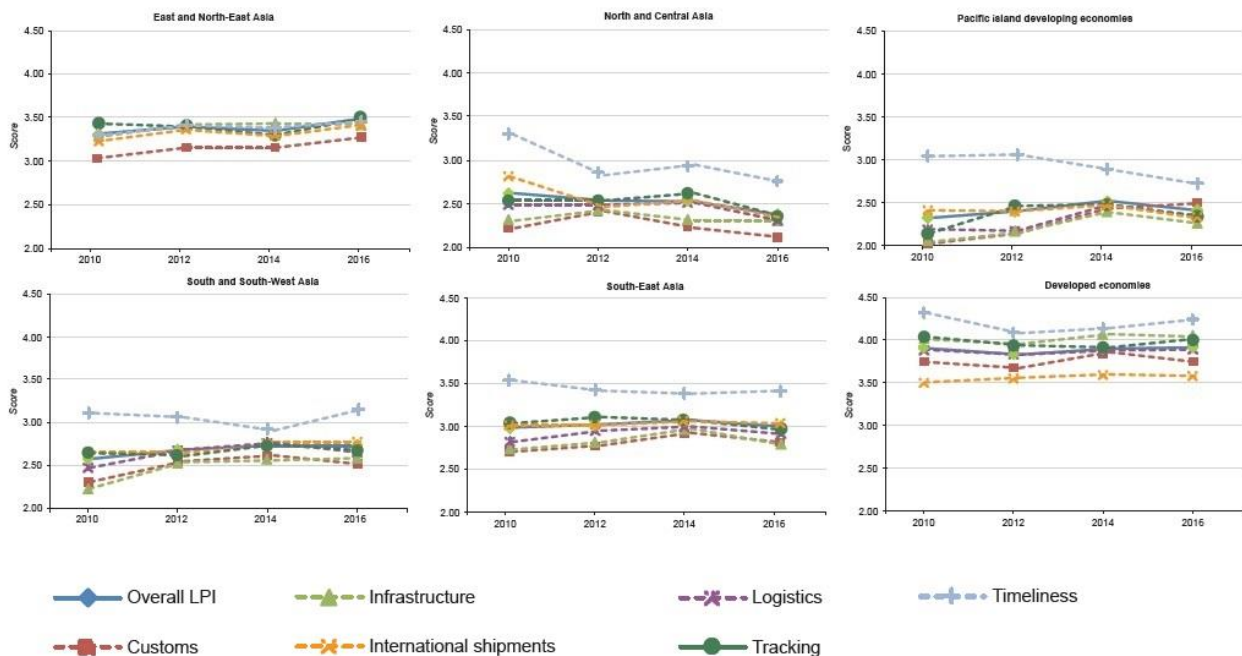 East and North-East Asia
4.50
4.00
3.50
3.00
2.50
2.00
Score
2010 2012 2014 2016
North and Central Asia
4.50
4.00
3.50
3.00
2.50
2.00
Score
2010 2012 2014 2016
Pacific island developing economies
4.50
4.00
3.50
3.00
2.50
2.00
Score
2010 2012 2014 2016
South and South-West Asia
4.50
4.00
3.50
3.00
2.50
2.00
Score
2010 2012 2014 2016
South-East Asia
4.50
4.00
3.50
3.00
2.50
2.00
Score
2010 2012 2014 2016
Developed economies
4.50
4.00
3.50
3.00
2.50
2.00
Score
2010 2012 2014 2016
Overall LPI Infrastructure Logistics Timeliness
Customs International shipments Tracking